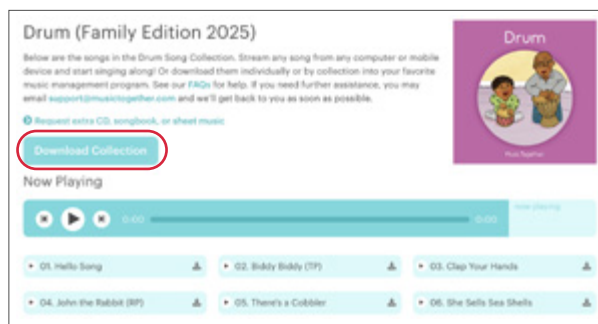 Drum (Family Edition 2025)
Below are the songs in the Drum Song Collection. Stream any song from any computer or mobile
device and start singing along! Or download them individually or by collection into your favorite
music management program. See our FAQs for help. If you need further assistance, you may
email support@musictogether.com and we'll get back to you as soon as possible.
Request extra CD, songbook, or sheet music
Download Collection
Drum
Music Together
Now Playing
0:00
0:00
now playing
01. Hello Song
02. Biddy Biddy (TP)
03. Clap Your Hands
04. John the Rabbit (RP)
05. There's a Cobbler
06. She Sells Sea Shells